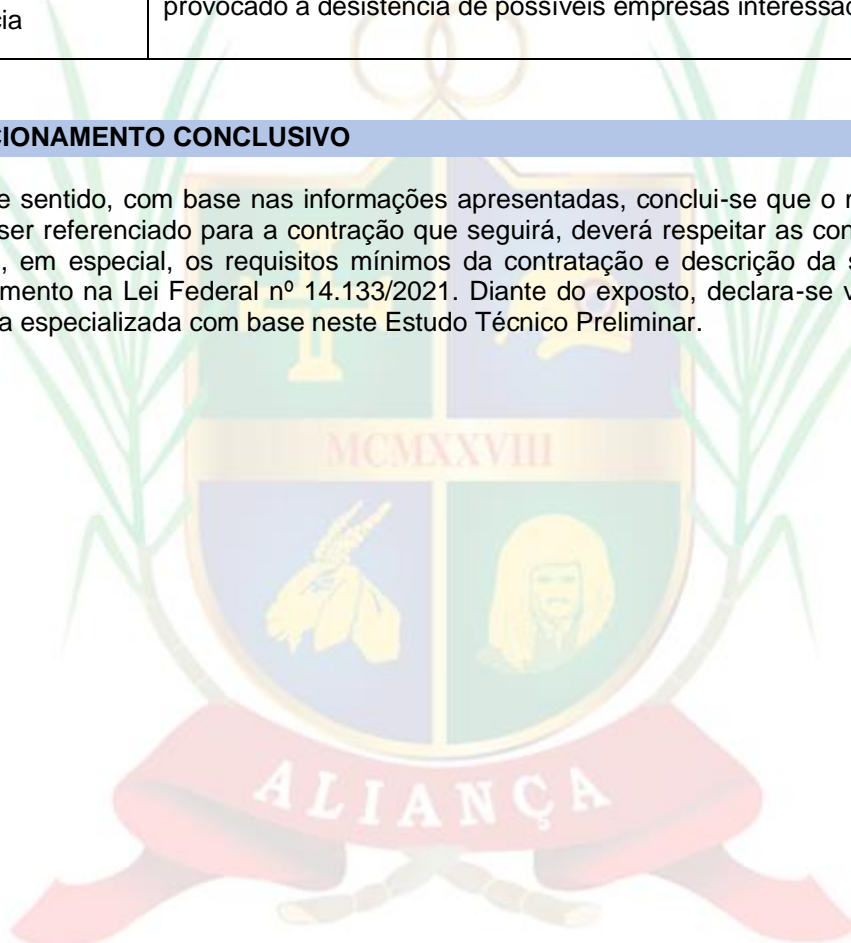 provocado a desistência de possíveis empresas
cia
CIONAMENTO CONCLUSIVO
e sentido, com base nas informações apresentadas, conclui-se que o
ser referenciado para a contração que seguirá, deverá respeitar as
, em especial, os requisitos mínimos da contratação e descrição da
mento na Lei Federal nº 14.133/2021. Diante do exposto, declara-se
a especializada com base neste Estudo Técnico Preliminar.
MCMXXVIII
ALIANÇA